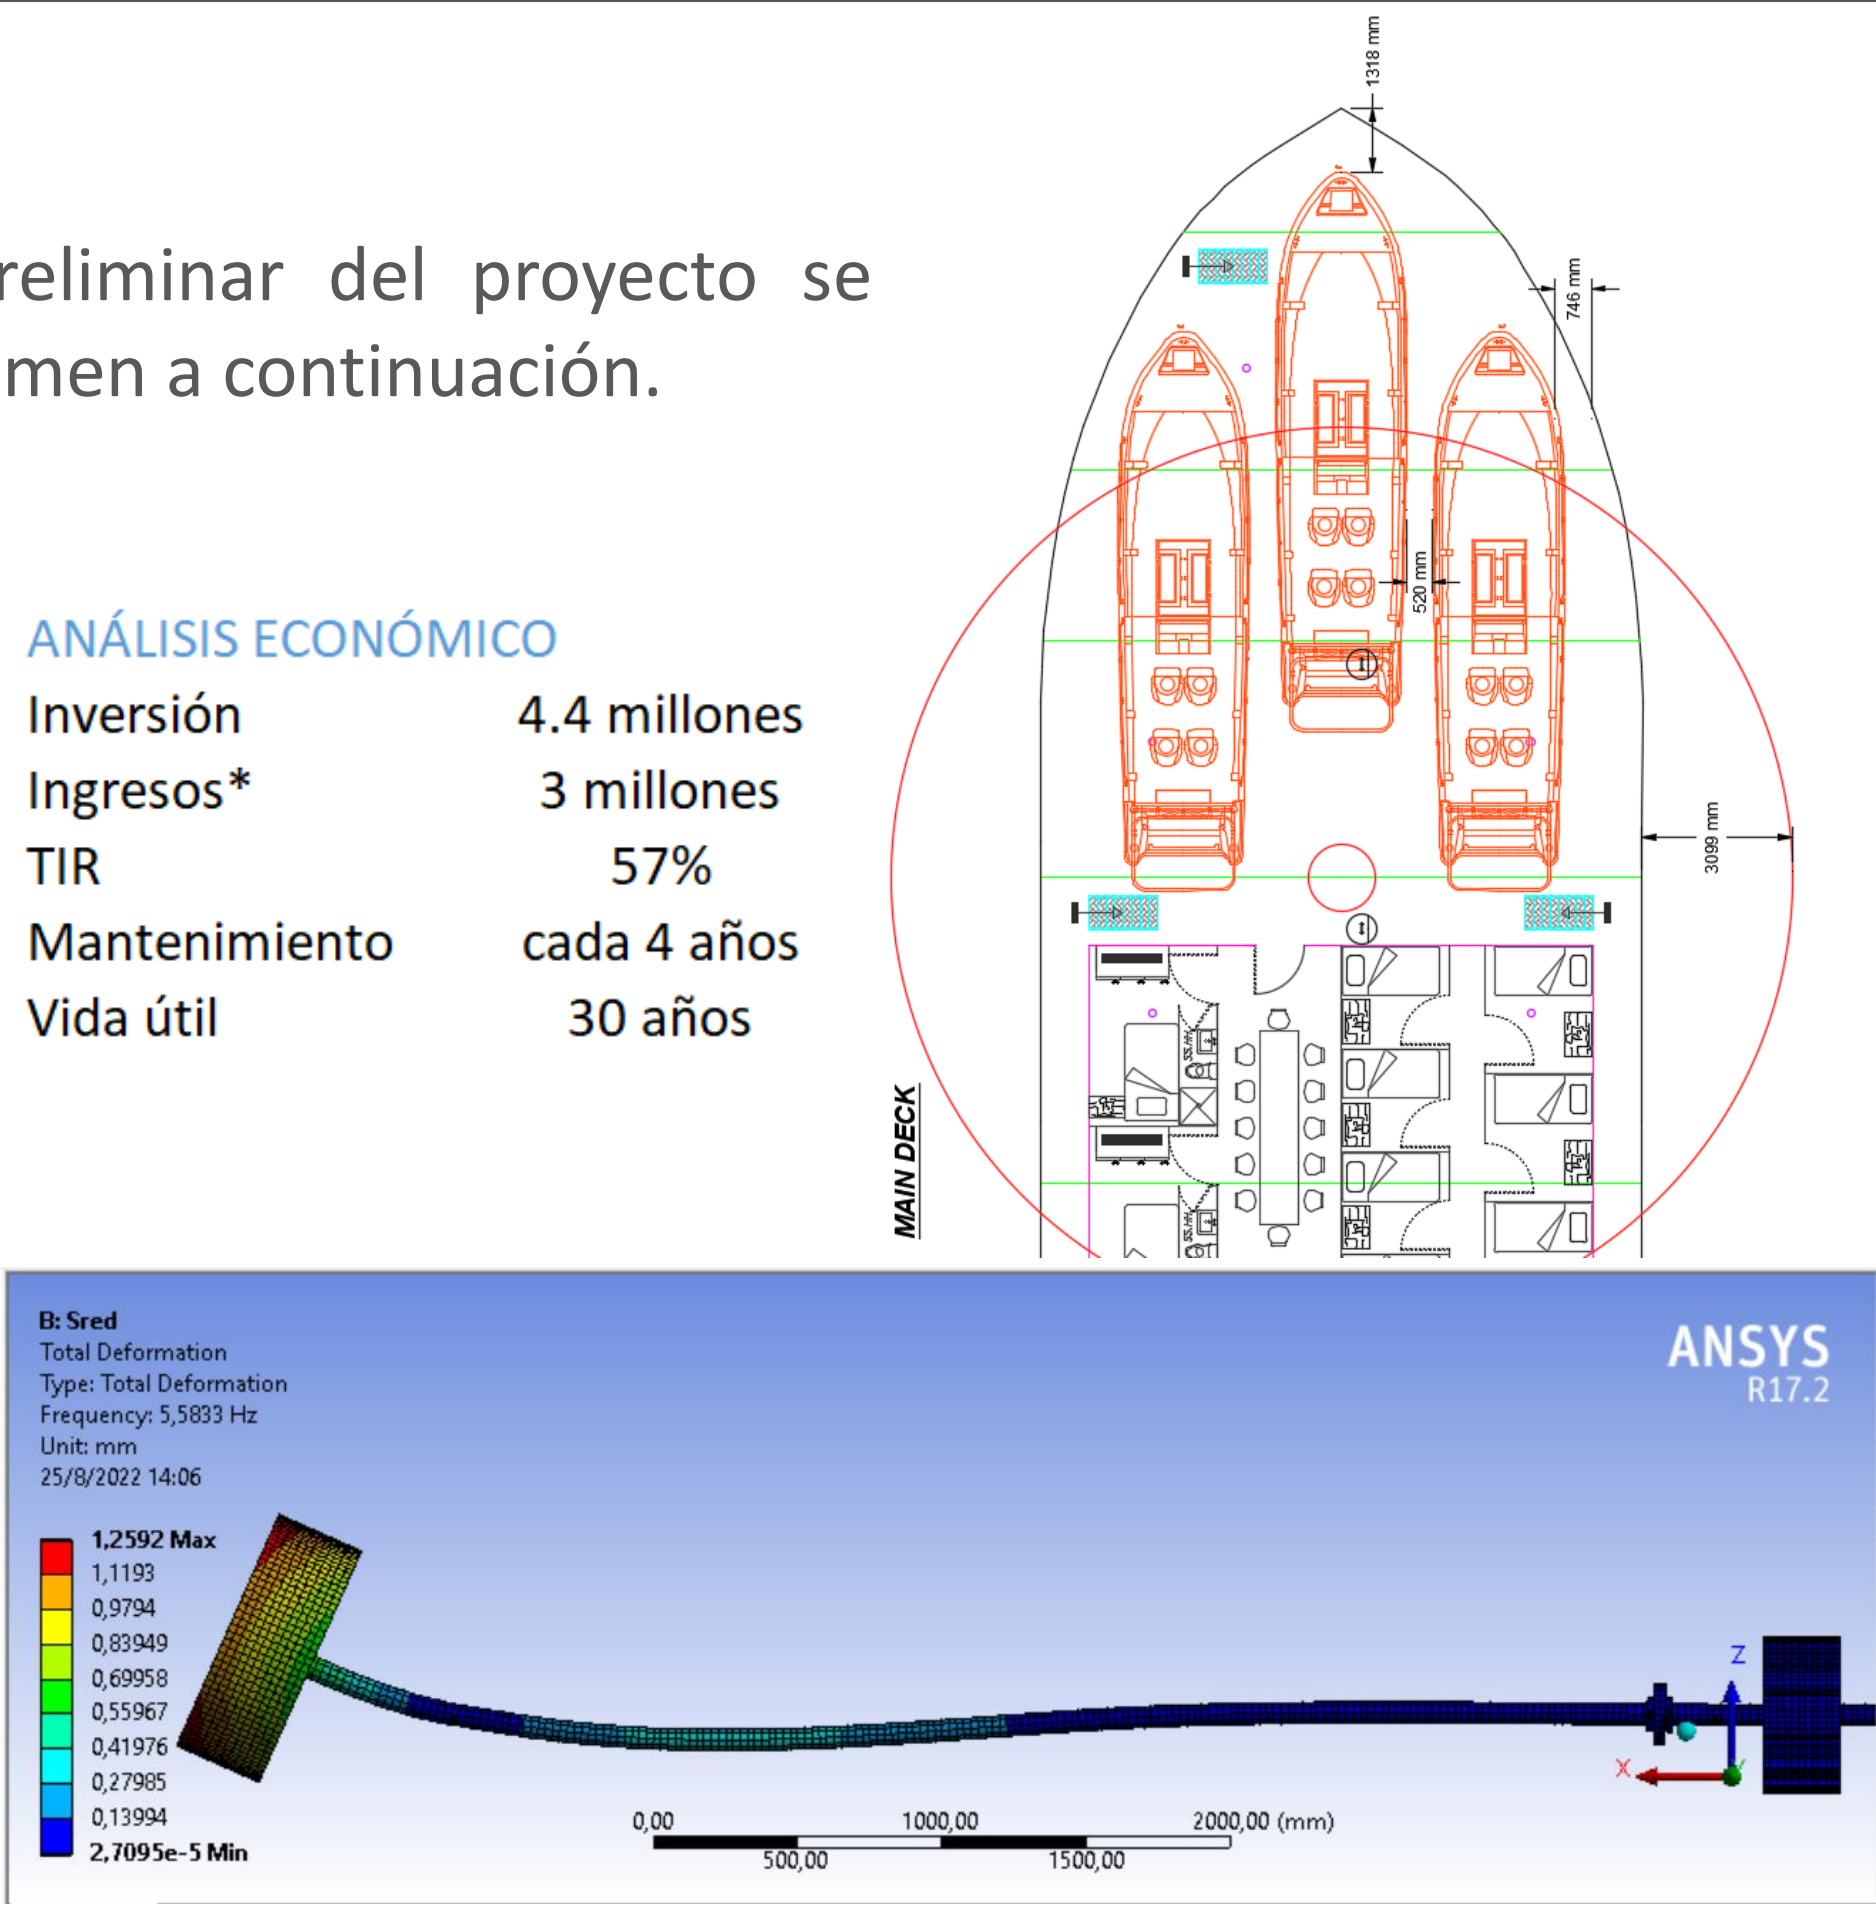 reliminar del proyecto se
men a continuación.
ANÁLISIS ECONÓMICO
Inversión 4.4 millones
Ingresos* 3 millones
TIR 57%
Mantenimiento cada 4 años
Vida útil 30 años
1318 mm
746 mm
520 mm
3099 mm
SS.HH.
SS.HH.
MAIN DECK
B: Sred
Total Deformation
Type: Total Deformation
Frequency: 5,5833 Hz
Unit: mm
25/8/2022 14:06
ANSYS
R17.2
1,2592 Max
1,1193
0,9794
0,83949
0,69958
0,55967
0,41976
0,27985
0,13994
2,7095e-5 Min
Z
X
0,00 1000,00 2000,00 (mm)
500,00 1500,00